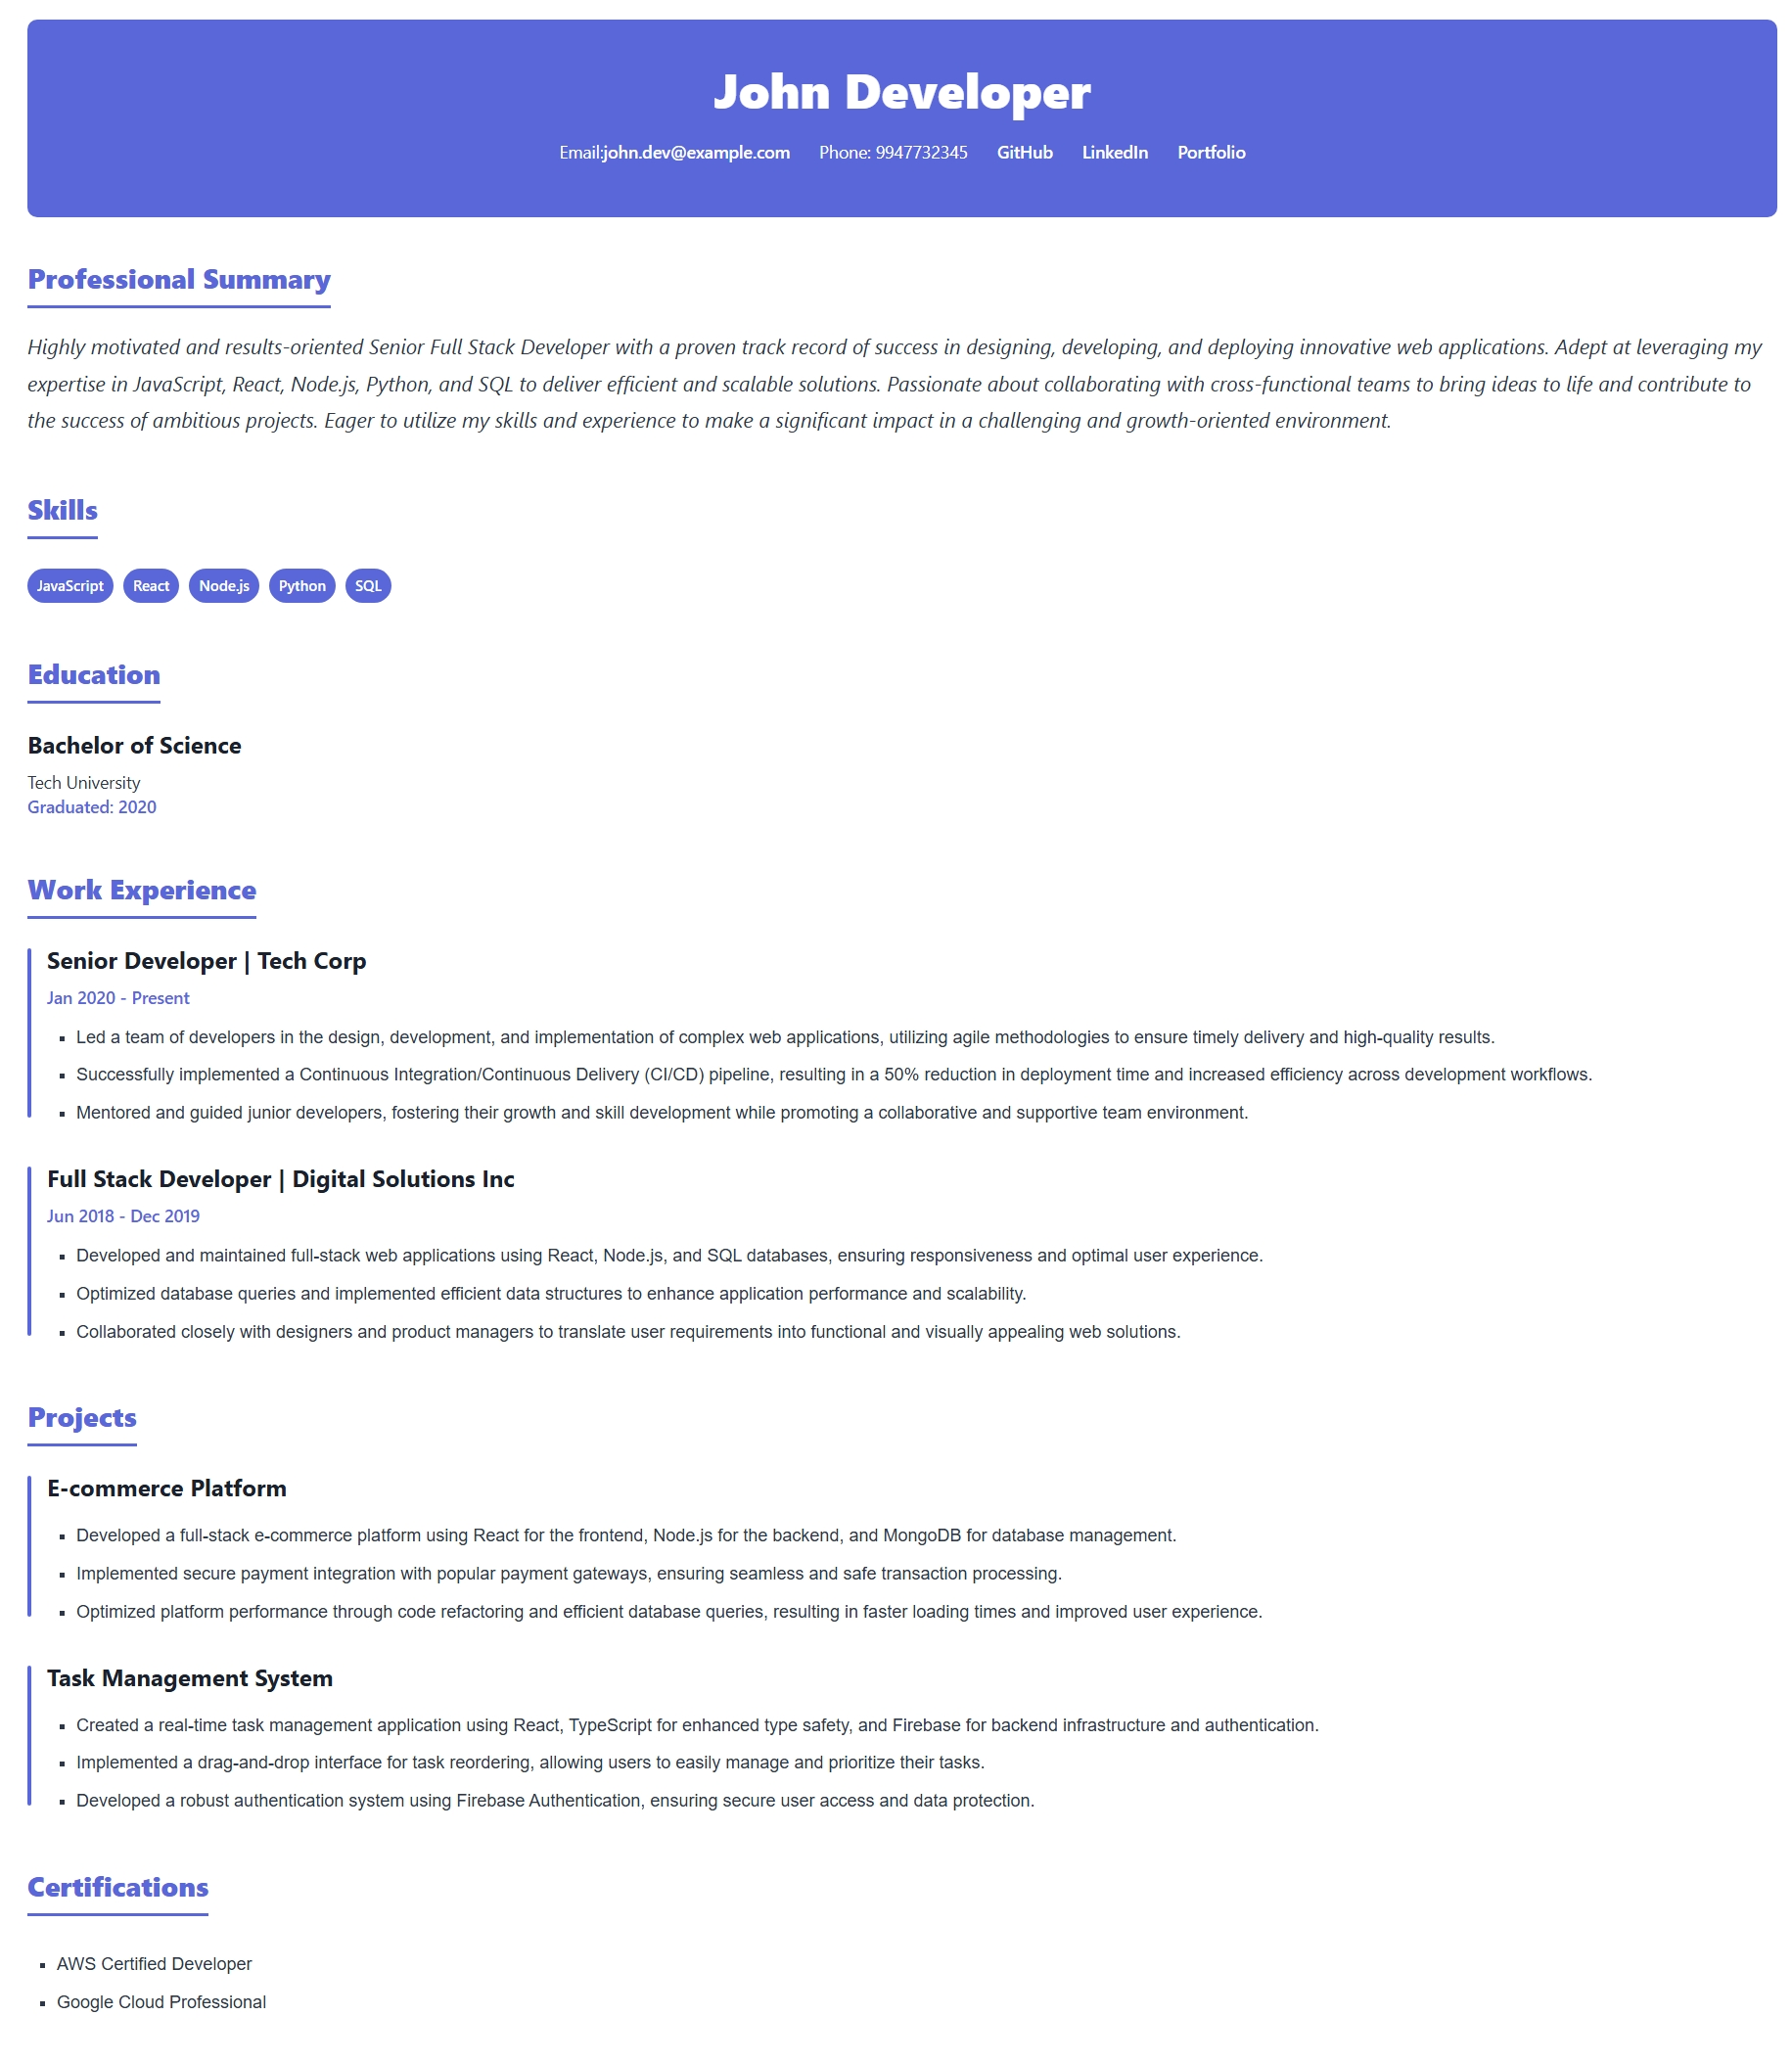 John Developer
Email:john.dev@example.com Phone: 9947732345 GitHub LinkedIn Portfolio
Professional Summary
Highly motivated and results-oriented Senior Full Stack Developer with a proven track record of success in designing, developing, and deploying innovative web applications. Adept at leveraging my
expertise in JavaScript, React, Node.js, Python, and SQL to deliver efficient and scalable solutions. Passionate about collaborating with cross-functional teams to bring ideas to life and contribute to
the success of ambitious projects. Eager to utilize my skills and experience to make a significant impact in a challenging and growth-oriented environment.
Skills
JavaScript React Node.js Python SQL
Education
Bachelor of Science
Tech University
Graduated: 2020
Work Experience
Senior Developer | Tech Corp
Jan 2020 - Present
▪ Led a team of developers in the design, development, and implementation of complex web applications, utilizing agile methodologies to ensure timely delivery and high-quality results.
▪ Successfully implemented a Continuous Integration/Continuous Delivery (CI/CD) pipeline, resulting in a 50% reduction in deployment time and increased efficiency across development workflows.
▪ Mentored and guided junior developers, fostering their growth and skill development while promoting a collaborative and supportive team environment.
Full Stack Developer | Digital Solutions Inc
Jun 2018 - Dec 2019
▪ Developed and maintained full-stack web applications using React, Node.js, and SQL databases, ensuring responsiveness and optimal user experience.
▪ Optimized database queries and implemented efficient data structures to enhance application performance and scalability.
▪ Collaborated closely with designers and product managers to translate user requirements into functional and visually appealing web solutions.
Projects
E-commerce Platform
▪ Developed a full-stack e-commerce platform using React for the frontend, Node.js for the backend, and MongoDB for database management.
▪ Implemented secure payment integration with popular payment gateways, ensuring seamless and safe transaction processing.
▪ Optimized platform performance through code refactoring and efficient database queries, resulting in faster loading times and improved user experience.
Task Management System
▪ Created a real-time task management application using React, TypeScript for enhanced type safety, and Firebase for backend infrastructure and authentication.
▪ Implemented a drag-and-drop interface for task reordering, allowing users to easily manage and prioritize their tasks.
▪ Developed a robust authentication system using Firebase Authentication, ensuring secure user access and data protection.
Certifications
▪ AWS Certified Developer
▪ Google Cloud Professional